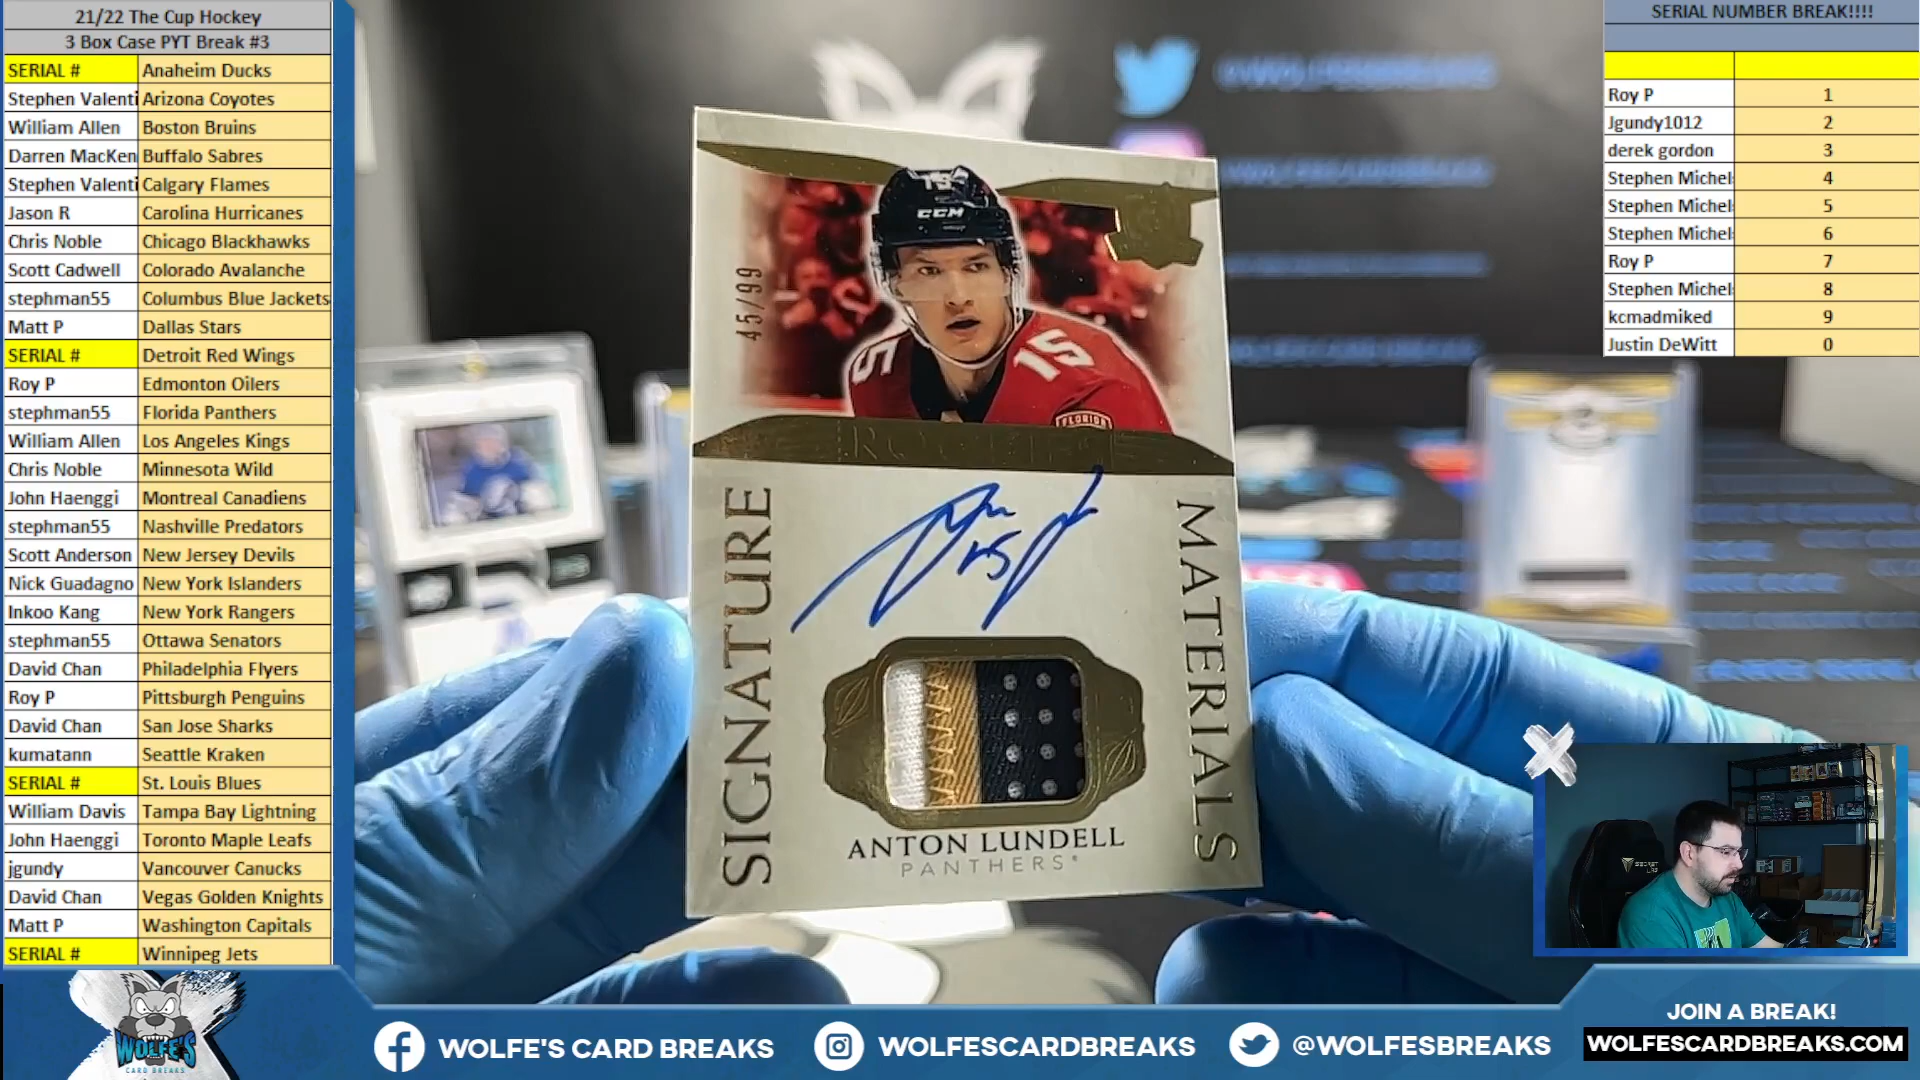 21/22 The Cup Hockey
3 Box Case PYT Break #3
SERIAL # Anaheim Ducks
Stephen Valenti Arizona Coyotes
William Allen Boston Bruins
Darren MacKen Buffalo Sabres
Stephen Valenti Calgary Flames
Jason R Carolina Hurricanes
Chris Noble Chicago Blackhawks
Scott Cadwell Colorado Avalanche
stephman55 Columbus Blue Jackets
Matt P Dallas Stars
SERIAL # Detroit Red Wings
Roy P Edmonton Oilers
stephman55 Florida Panthers
William Allen Los Angeles Kings
Chris Noble Minnesota Wild
John Haenggi Montreal Canadiens
stephman55 Nashville Predators
Scott Anderson New Jersey Devils
Nick Guadagno New York Islanders
Inkoo Kang New York Rangers
stephman55 Ottawa Senators
David Chan Philadelphia Flyers
Roy P Pittsburgh Penguins
David Chan San Jose Sharks
kumatann Seattle Kraken
SERIAL # St. Louis Blues
William Davis Tampa Bay Lightning
John Haenggi Toronto Maple Leafs
jgundy Vancouver Canucks
David Chan Vegas Golden Knights
Matt P Washington Capitals
SERIAL # Winnipeg Jets
WOLFE'S
CARD BREAKS
15
CCM
45/99
15
15
FLORIDA
ROOKIE
SIGNATURE
15
MATERIALS
ANTON LUNDELL
PANTHERS
SERIAL NUMBER BREAK!!!!
Roy P 1
Jgundy1012 2
derek gordon 3
Stephen Michel 4
Stephen Michel 5
Stephen Michel 6
Roy P 7
Stephen Michel 8
kcmadmiked 9
Justin DeWitt 0
WOLFE'S CARD BREAKS
WOLFESCARDBREAKS
@WOLFESBREAKS
JOIN A BREAK!
WOLFESCARDBREAKS.COM